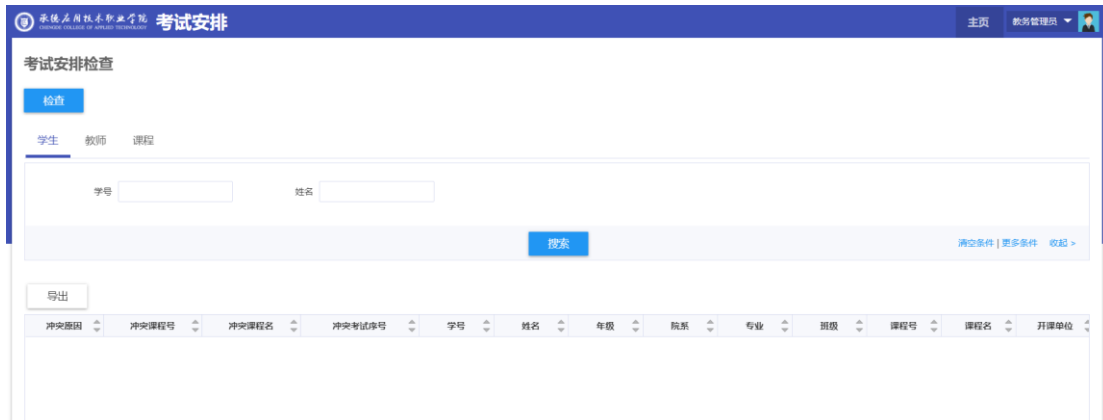 承德应用技术职业学院 考试安排 主页 教务管理员
CHENGDE COLLEGE OF APPLIED TECHNOLOGY
考试安排检查
检查
学生 教师 课程
学号 姓名
搜索 清空条件 | 更多条件 收起 >
导出
冲突原因 冲突课程号 冲突课程名 冲突考试序号 学号 姓名 年级 院系 专业 班级 课程号 课程名 开课单位